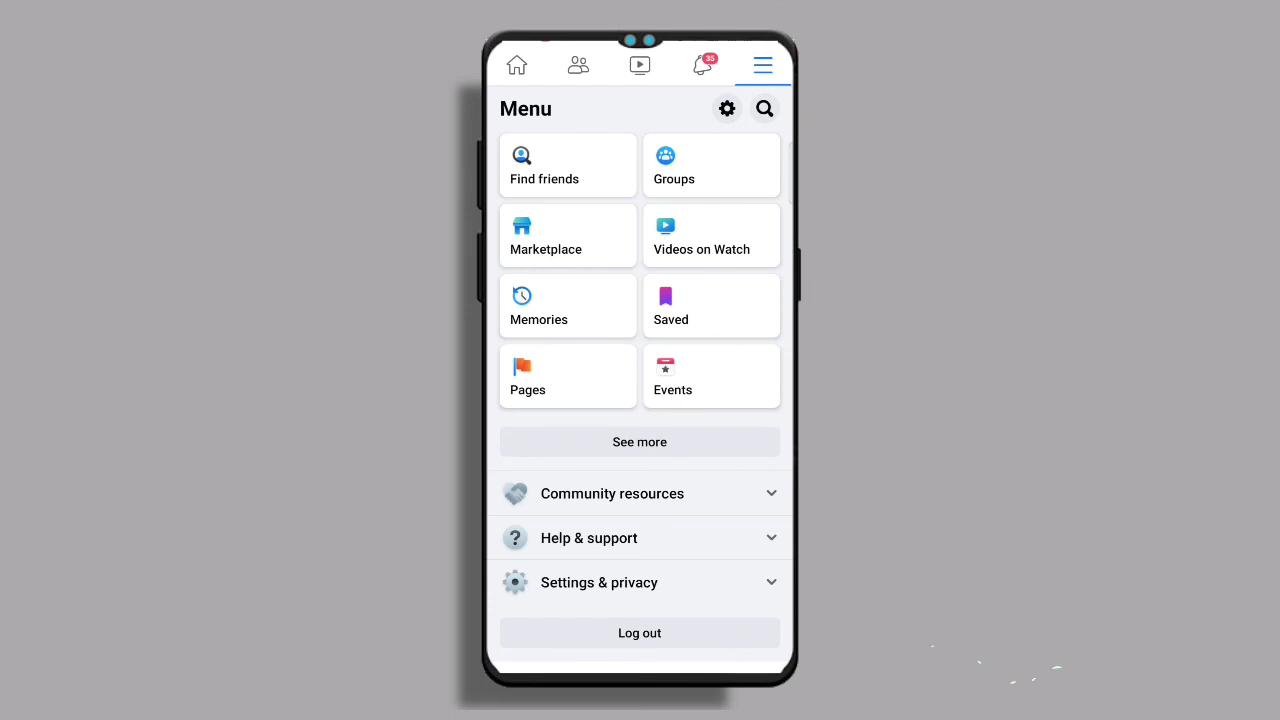 35
Menu
Find friends
Groups
Marketplace
Videos on Watch
Memories
Saved
Pages
Events
See more
Community resources
Help & support
Settings & privacy
Log out